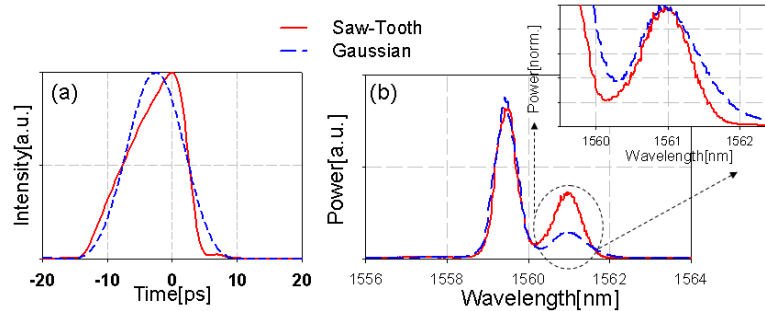 Saw-Tooth
Gaussian
(a)
Intensity[a.u.]
-20 -10 0 10 20
Time[ps]
(b)
Power[a.u.]
1556 1558 1560 1562 1564
Wavelength[nm]
Power[norm.]
1560 1561 1562
Wavelength[nm]